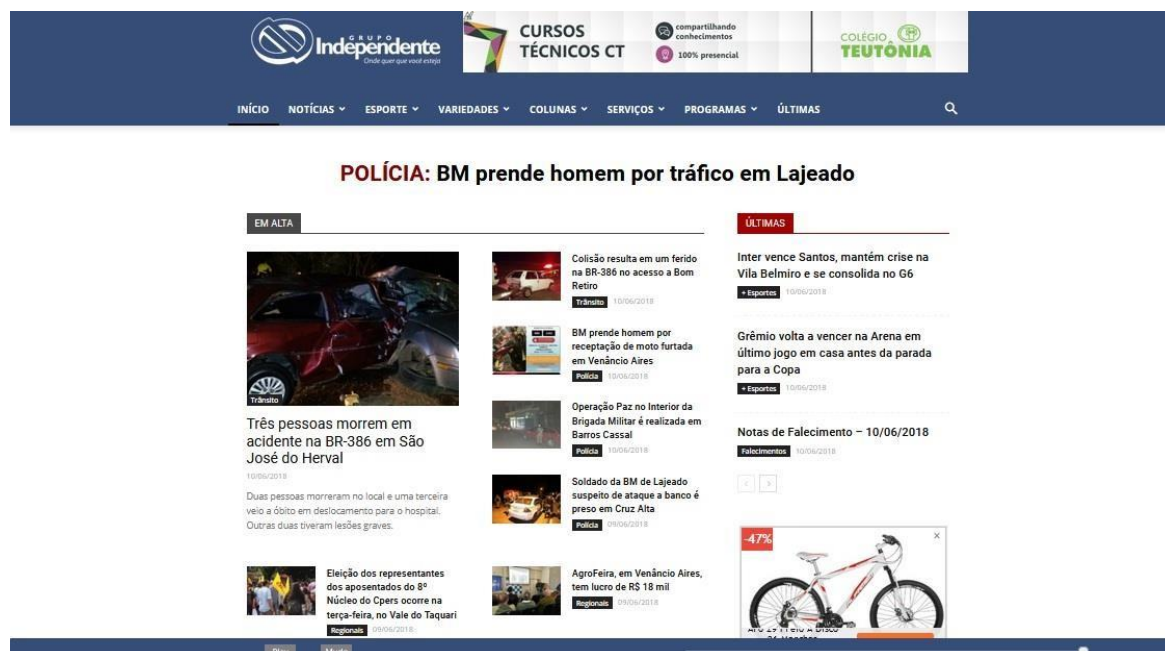 GRUPO
Independente
Onde quer que você esteja
CURSOS
TÉCNICOS CT
compartilhando
conhecimentos
100% presencial
COLÉGIO
TEUTÔNIA
INÍCIO NOTÍCIAS ESPORTE VARIEDADES COLUNAS SERVIÇOS PROGRAMAS ÚLTIMAS
POLÍCIA: BM prende homem por tráfico em Lajeado
EM ALTA
Trânsito
Três pessoas morrem em
acidente na BR-386 em São
José do Herval
10/06/2018
Duas pessoas morreram no local e uma terceira
veio a óbito em deslocamento para o hospital.
Outras duas tiveram lesões graves.
Colisão resulta em um ferido
na BR-386 no acesso a Bom
Retiro
Trânsito 10/06/2018
BM prende homem por
receptação de moto furtada
em Venâncio Aires
Polícia 10/06/2018
Operação Paz no Interior da
Brigada Militar é realizada em
Barros Cassal
Polícia 10/06/2018
Soldado da BM de Lajeado
suspeito de ataque a banco é
preso em Cruz Alta
Polícia 09/06/2018
Eleição dos representantes
dos aposentados do 8º
Núcleo do Cpers ocorre na
terça-feira, no Vale do Taquari
Regionais 09/06/2018
AgroFeira, em Venâncio Aires,
tem lucro de R$ 18 mil
Regionais 09/06/2018
ÚLTIMAS
Inter vence Santos, mantém crise na
Vila Belmiro e se consolida no G6
+ Esportes 10/06/2018
Grêmio volta a vencer na Arena em
último jogo em casa antes da parada
para a Copa
+ Esportes 10/06/2018
Notas de Falecimento – 10/06/2018
Falecimentos 10/06/2018
-47%